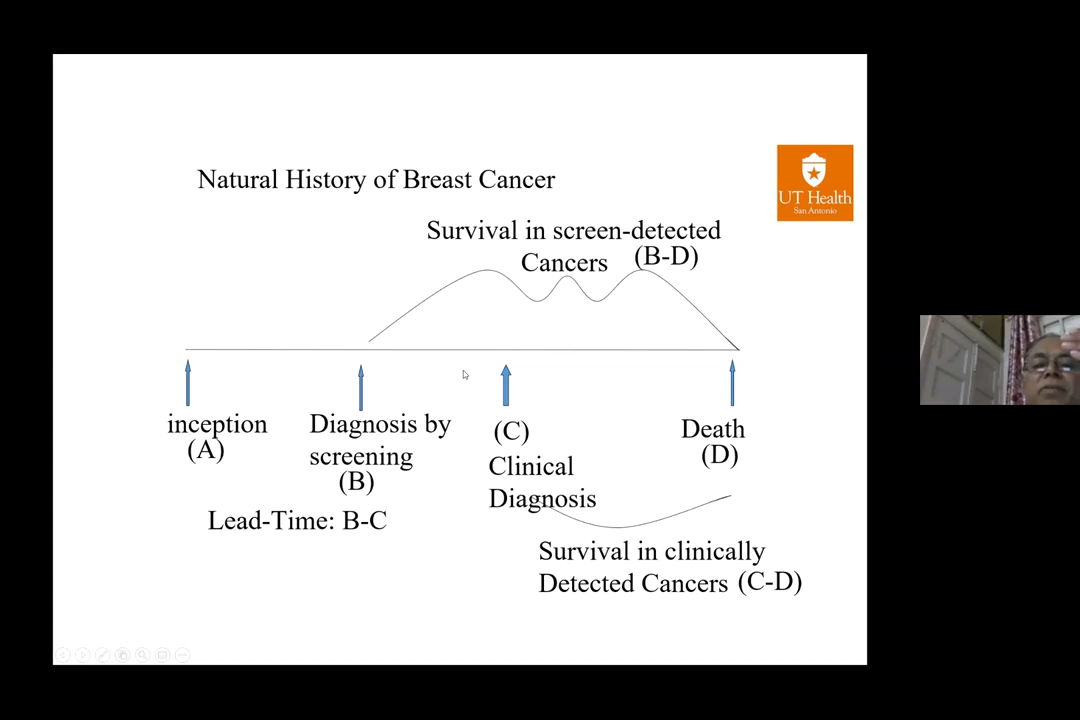 Natural History of Breast Cancer
UT Health
San Antonio
Survival in screen-detected
Cancers (B-D)
inception
(A)
Diagnosis by
screening
(B)
(C)
Clinical
Diagnosis
Death
(D)
Lead-Time: B-C
Survival in clinically
Detected Cancers (C-D)